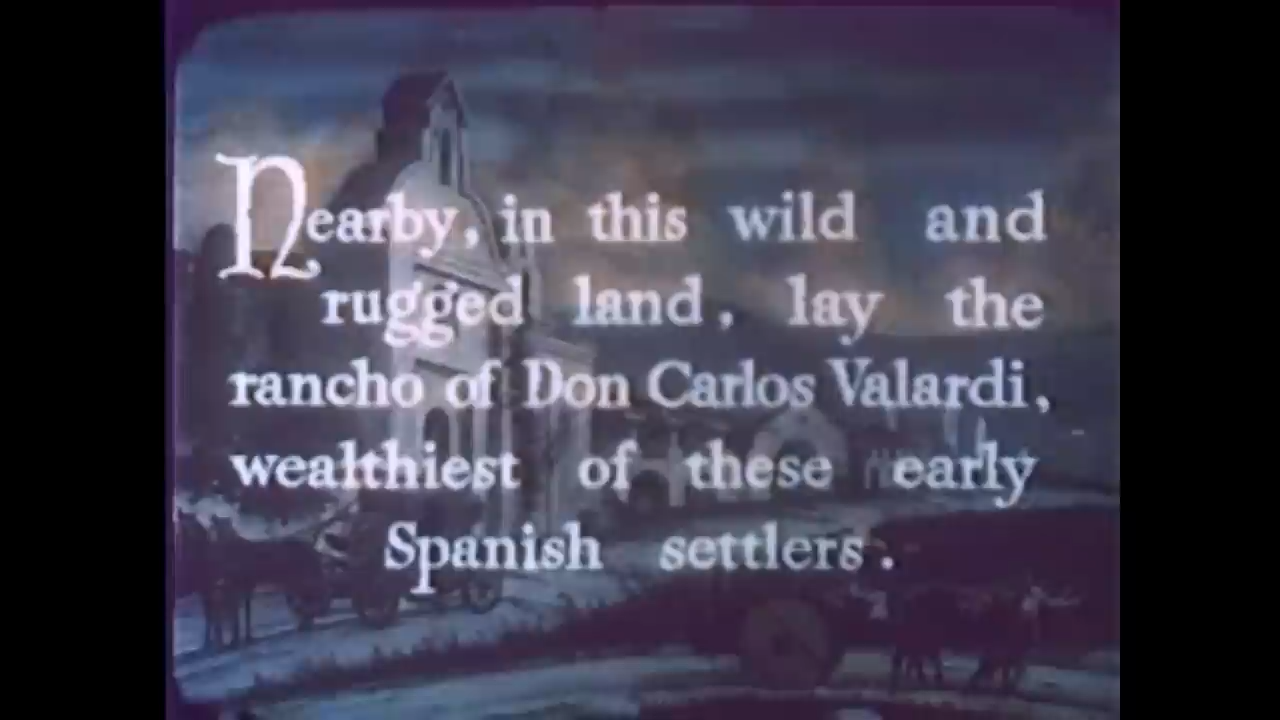 Nearby, in this wild and
rugged land, lay the
rancho of Don Carlos Valardi,
wealthiest of these early
Spanish settlers.